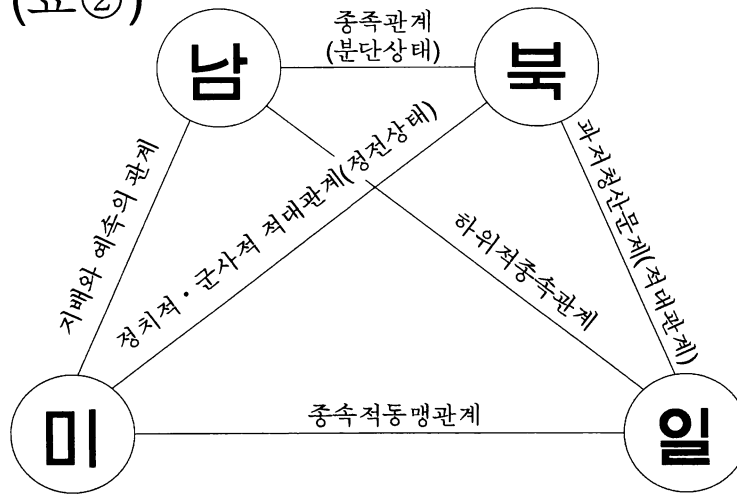 (표②)
종족관계
(분단상태)
남
북
지배와 예속의 관계
정치적・군사적 적대관계(정전상태)
하위적종속관계
과저청산문제(적대관계)
미
종속적동맹관계
일